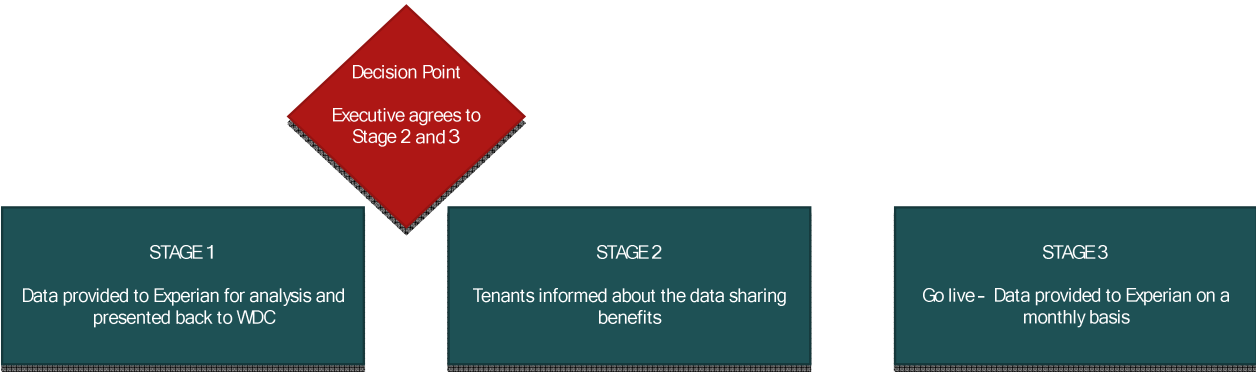 Decision Point
Executive agrees to
Stage 2 and 3
STAGE 1
Data provided to Experian for analysis and
presented back to WDC
STAGE 2
Tenants informed about the data sharing
benefits
STAGE 3
Go live - Data provided to Experian on a
monthly basis